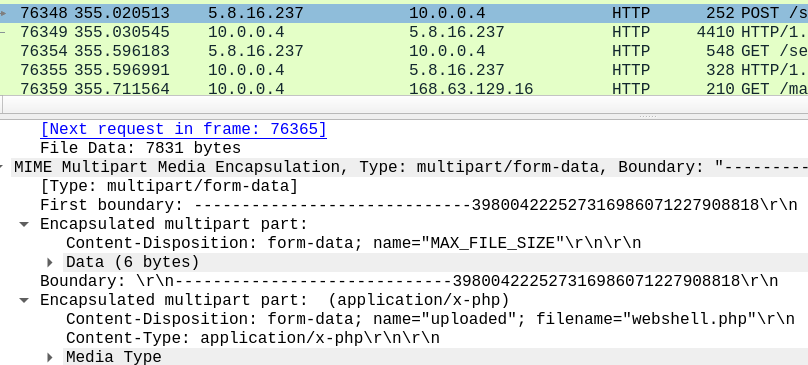 76348 355.020513 5.8.16.237 10.0.0.4 HTTP 252 POST /s
76349 355.030545 10.0.0.4 5.8.16.237 HTTP 4410 HTTP/1.
76354 355.596183 5.8.16.237 10.0.0.4 HTTP 548 GET /se
76355 355.596991 10.0.0.4 5.8.16.237 HTTP 328 HTTP/1.
76359 355.711564 10.0.0.4 168.63.129.16 HTTP 210 GET /ma
[Next request in frame: 76365]
File Data: 7831 bytes
MIME Multipart Media Encapsulation, Type: multipart/form-data, Boundary: "---------
[Type: multipart/form-data]
First boundary: -----------------------------398004222527316986071227908818\r\n
Encapsulated multipart part:
Content-Disposition: form-data; name="MAX_FILE_SIZE"\r\n\r\n
Data (6 bytes)
Boundary: \r\n-----------------------------398004222527316986071227908818\r\n
Encapsulated multipart part:  (application/x-php)
Content-Disposition: form-data; name="uploaded"; filename="webshell.php"\r\n
Content-Type: application/x-php\r\n\r\n
Media Type